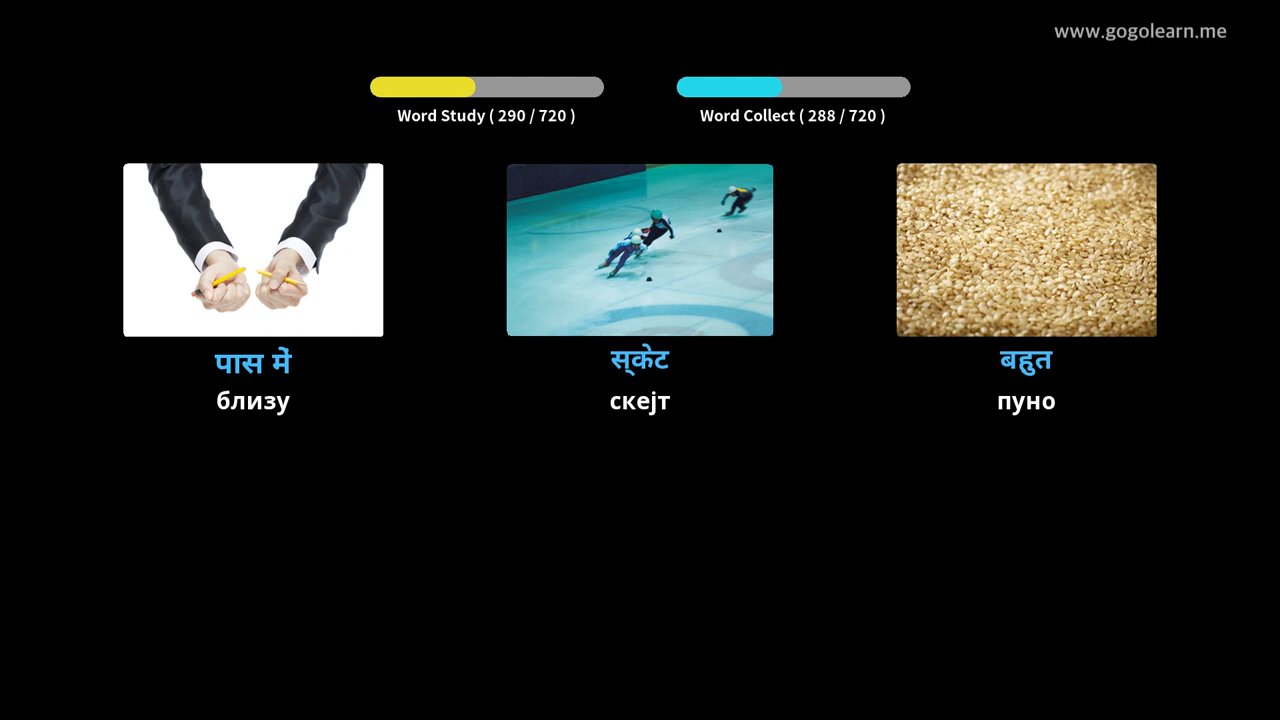 www.gogolearn.me
Word Study ( 290 / 720 )
Word Collect ( 288 / 720 )
पास में
स्केट
बहुत
близу
скејт
пуно